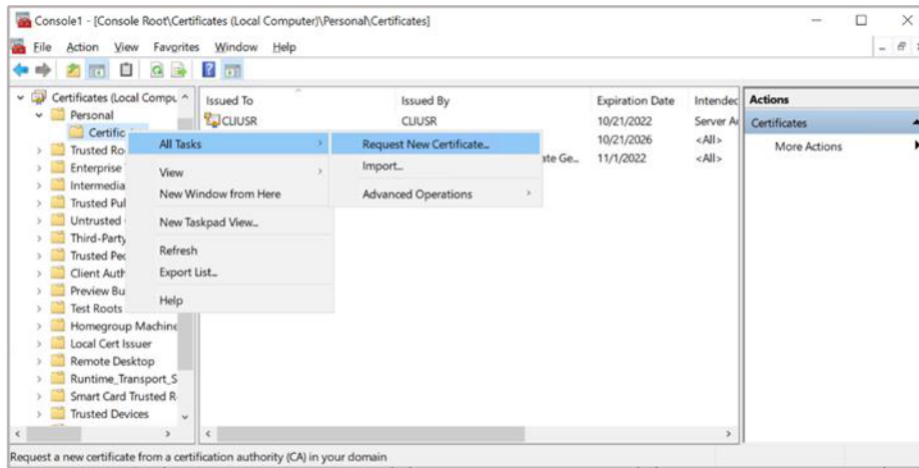 Console1 - [Console Root\Certificates (Local Computer)\Personal\Certificates]
File Action View Favorites Window Help
Certificates (Local Compu
Personal
Certific
Trusted Ro
Enterprise
Intermedia
Trusted Pul
Untrusted
Third-Party
Trusted Pec
Client Auth
Preview Bu
Test Roots
Homegroup Machine
Local Cert Issuer
Remote Desktop
Runtime_Transport_S
Smart Card Trusted R
Trusted Devices
All Tasks
View
New Window from Here
New Taskpad View...
Refresh
Export List...
Help
Request New Certificate...
Import...
Advanced Operations
Issued To Issued By Expiration Date Intended
CLIUSR CLIUSR 10/21/2022 Server Au
10/21/2026 <All>
ate Ge... 11/1/2022 <All>
Actions
Certificates
More Actions
Request a new certificate from a certification authority (CA) in your domain